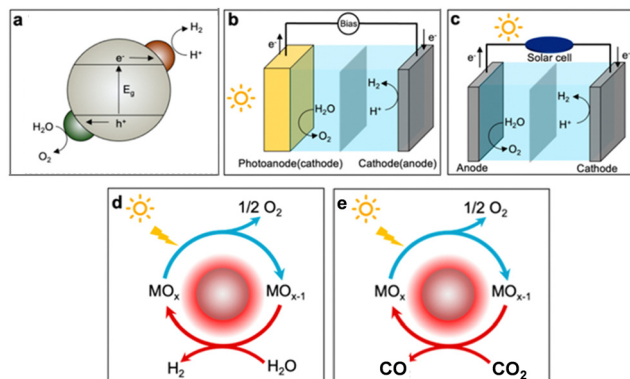 a
H₂
e⁻
H⁺
E_g
h⁺
H₂O
O₂
b
Bias
e⁻
e⁻
H₂
H₂O
H⁺
O₂
Photoanode(cathode)
Cathode(anode)
c
Solar cell
e⁻
e⁻
H₂
H₂O
H⁺
O₂
Anode
Cathode
d
1/2 O₂
MOₓ
MOₓ₋₁
H₂
H₂O
e
1/2 O₂
MOₓ
MOₓ₋₁
CO
CO₂